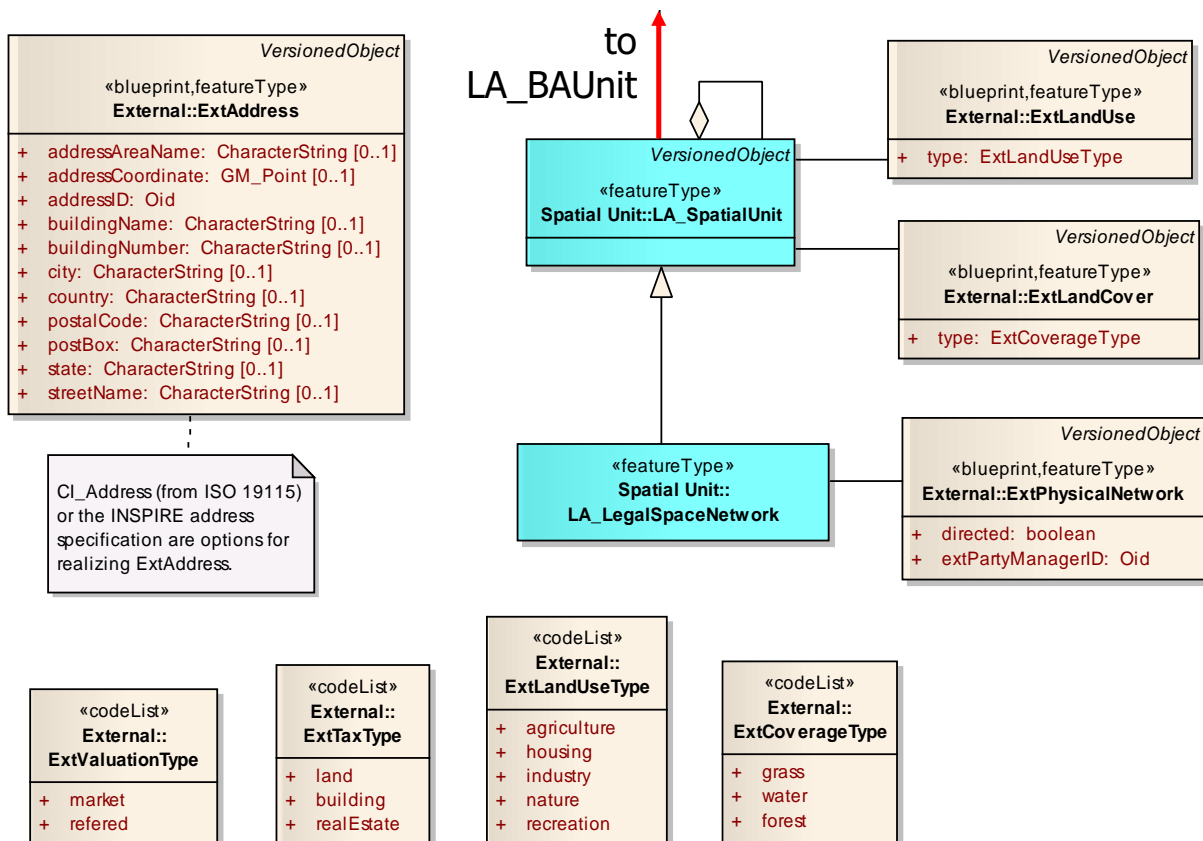 VersionedObject
«blueprint,featureType»
External::ExtAddress
+ addressAreaName: CharacterString [0..1]
+ addressCoordinate: GM_Point [0..1]
+ addressID: Oid
+ buildingName: CharacterString [0..1]
+ buildingNumber: CharacterString [0..1]
+ city: CharacterString [0..1]
+ country: CharacterString [0..1]
+ postalCode: CharacterString [0..1]
+ postBox: CharacterString [0..1]
+ state: CharacterString [0..1]
+ streetName: CharacterString [0..1]
CI_Address (from ISO 19115)
or the INSPIRE address
specification are options for
realizing ExtAddress.
to
LA_BAUnit
VersionedObject
«featureType»
Spatial Unit::LA_SpatialUnit
VersionedObject
«blueprint,featureType»
External::ExtLandUse
+ type: ExtLandUseType
VersionedObject
«blueprint,featureType»
External::ExtLandCover
+ type: ExtCoverageType
«featureType»
Spatial Unit::
LA_LegalSpaceNetwork
VersionedObject
«blueprint,featureType»
External::ExtPhysicalNetwork
+ directed: boolean
+ extPartyManagerID: Oid
«codeList»
External::
ExtValuationType
+ market
+ refered
«codeList»
External::
ExtTaxType
+ land
+ building
+ realEstate
«codeList»
External::
ExtLandUseType
+ agriculture
+ housing
+ industry
+ nature
+ recreation
«codeList»
External::
ExtCoverageType
+ grass
+ water
+ forest